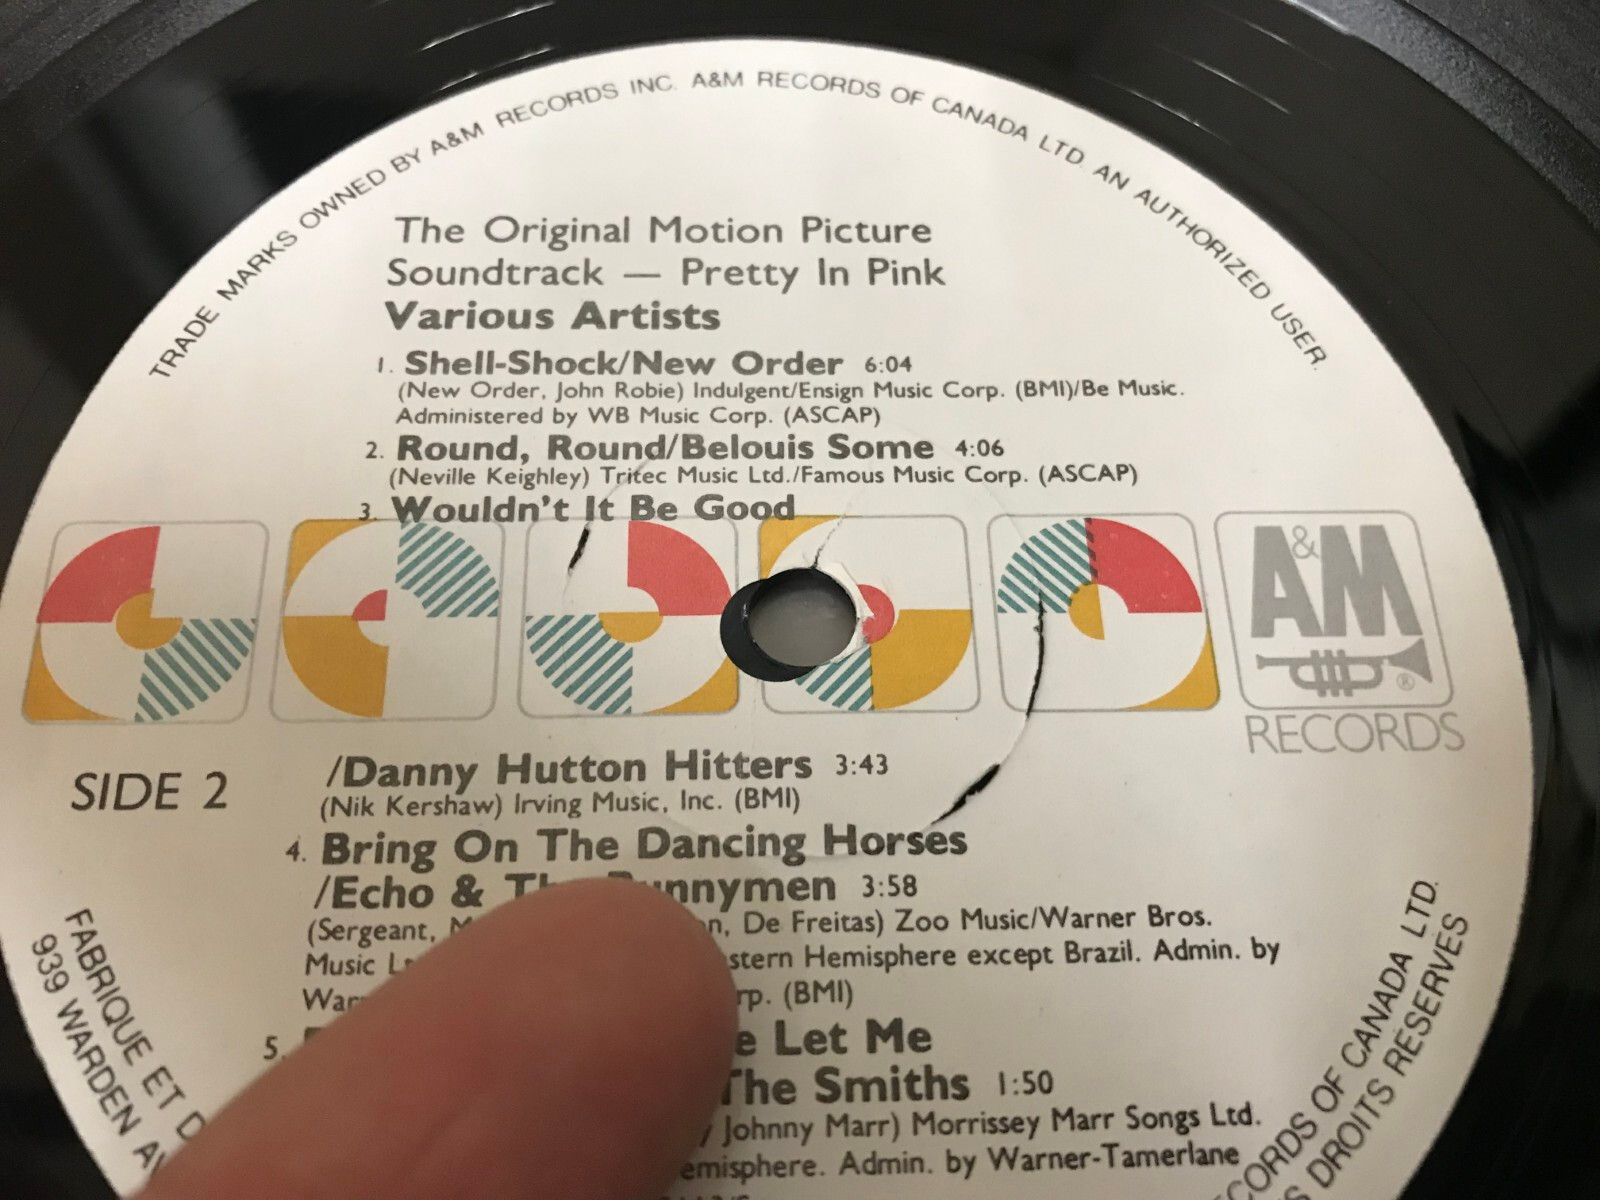 TRADE MARKS OWNED BY A&M RECORDS INC. A&M RECORDS OF CANADA LTD. AN AUTHORIZED USER.
The Original Motion Picture
Soundtrack — Pretty In Pink
Various Artists
1. Shell-Shock/New Order 6:04
(New Order, John Robie) Indulgent/Ensign Music Corp. (BMI)/Be Music.
Administered by WB Music Corp. (ASCAP)
2. Round, Round/Belouis Some 4:06
(Neville Keighley) Tritec Music Ltd./Famous Music Corp. (ASCAP)
3. Wouldn't It Be Good
A&M
®
RECORDS
SIDE 2
/Danny Hutton Hitters 3:43
(Nik Kershaw) Irving Music, Inc. (BMI)
4. Bring On The Dancing Horses
/Echo & Bunnymen 3:58
(Sergeant, De Freitas) Zoo Music/Warner Bros.
Music Hemisphere except Brazil. Admin. by
(BMI)
5. Let Me
The Smiths 1:50
Johnny Marr) Morrissey Marr Songs Ltd.
Admin. by Warner-Tamerlane
FABRIQUE ET
939 WARDEN
RECORDS OF CANADA LTD.
DROITS RÉSERVÉS